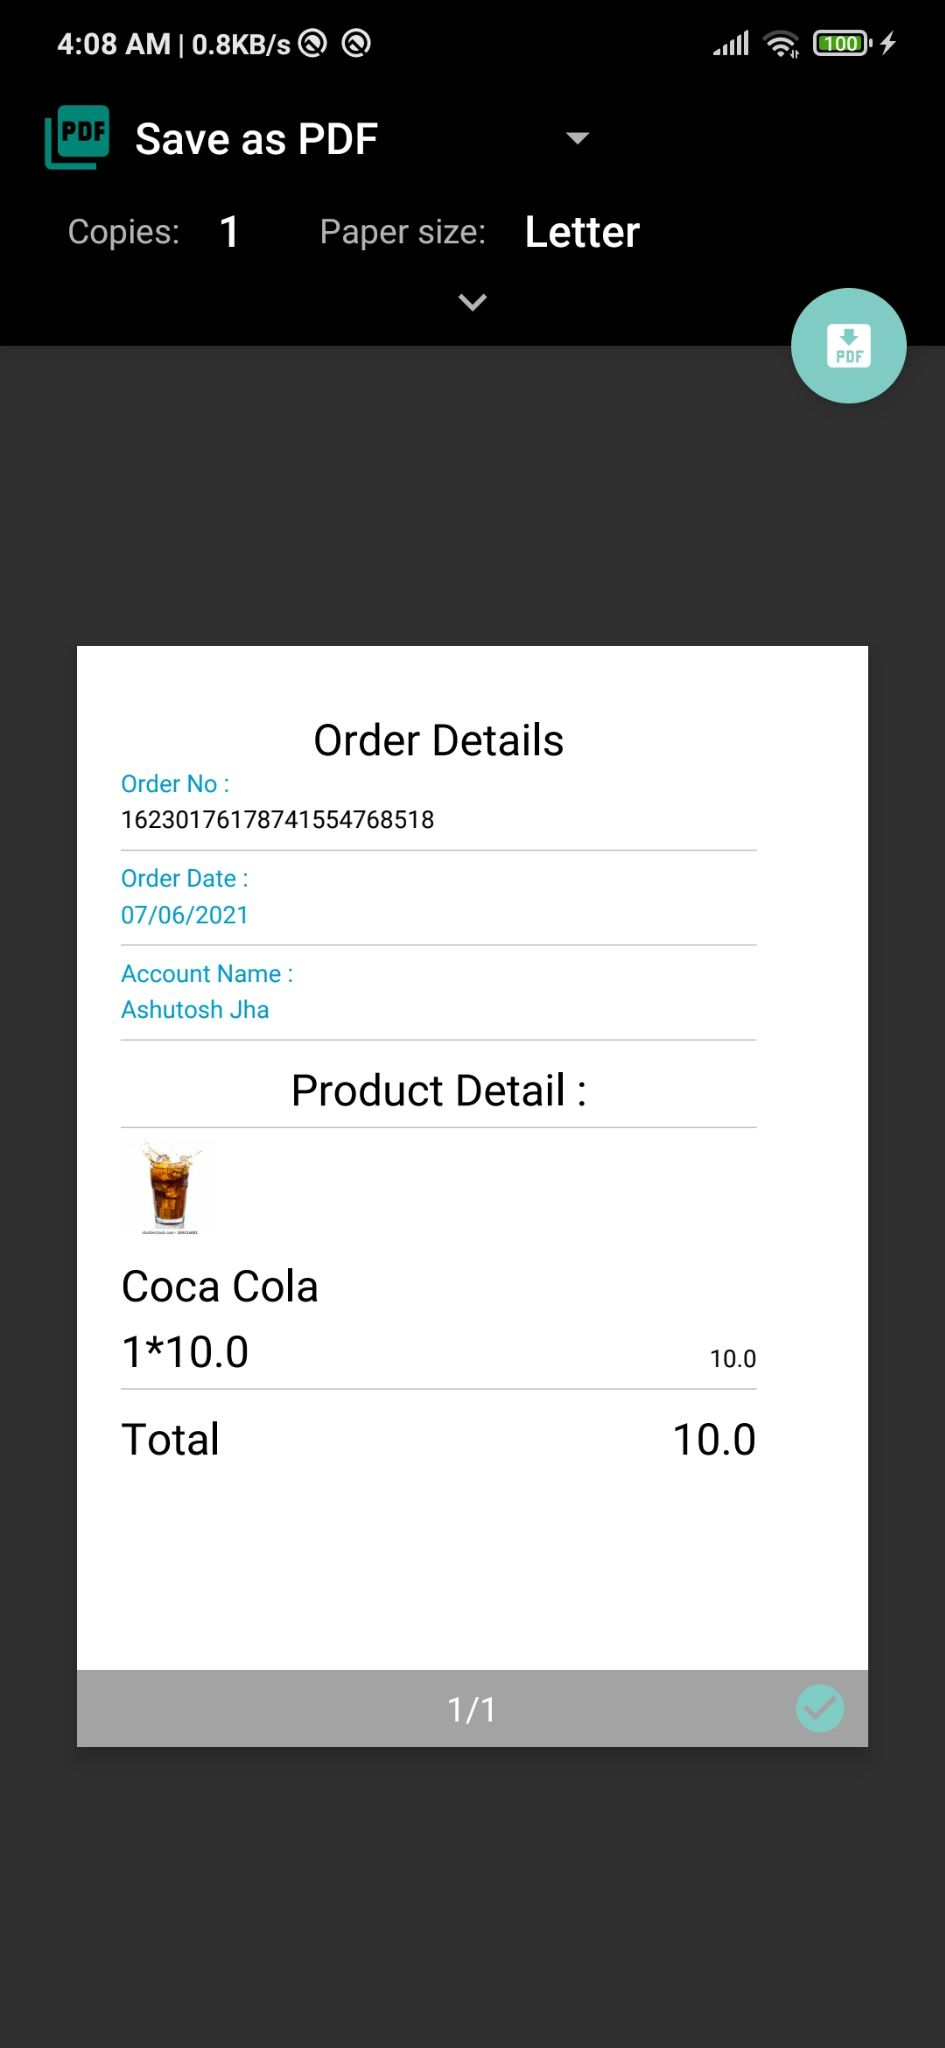 4:08 AM | 0.8KB/s 100
PDF Save as PDF
Copies: 1 Paper size: Letter
PDF
Order Details
Order No :
16230176178741554768518
Order Date :
07/06/2021
Account Name :
Ashutosh Jha
Product Detail :
Coca Cola
1*10.0 10.0
Total 10.0
1/1